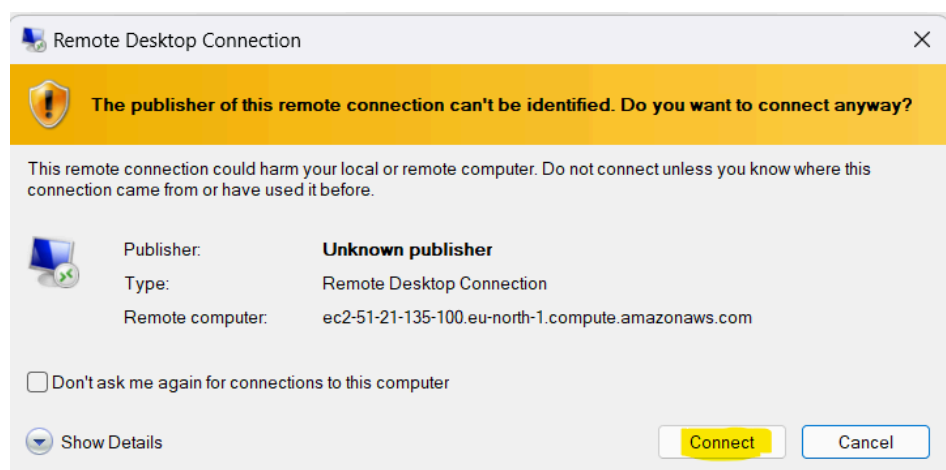 Remote Desktop Connection
The publisher of this remote connection can't be identified. Do you want to connect anyway?
This remote connection could harm your local or remote computer. Do not connect unless you know where this
connection came from or have used it before.
Publisher: Unknown publisher
Type: Remote Desktop Connection
Remote computer: ec2-51-21-135-100.eu-north-1.compute.amazonaws.com
Don't ask me again for connections to this computer
Show Details Connect Cancel